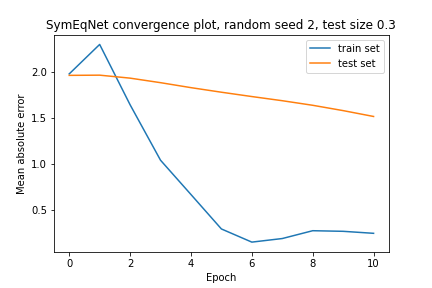 SymEqNet convergence plot, random seed 2, test size 0.3
train set
test set
2.0
1.5
1.0
0.5
Mean absolute error
0 2 4 6 8 10
Epoch